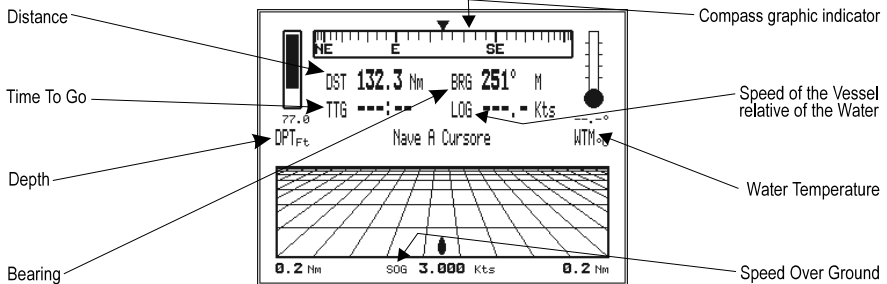 Distance
Compass graphic indicator
NE E SE
DST 132.3 Nm BRG 251° M
Time To Go
TTG ---:-- LOG ---.- Kts
Speed of the Vessel
relative of the Water
77.0 --.-°
DPT Ft Nave A Cursore WTM °C
Depth
Water Temperature
Bearing
0.2 Nm SOG 3.000 Kts 0.2 Nm
Speed Over Ground